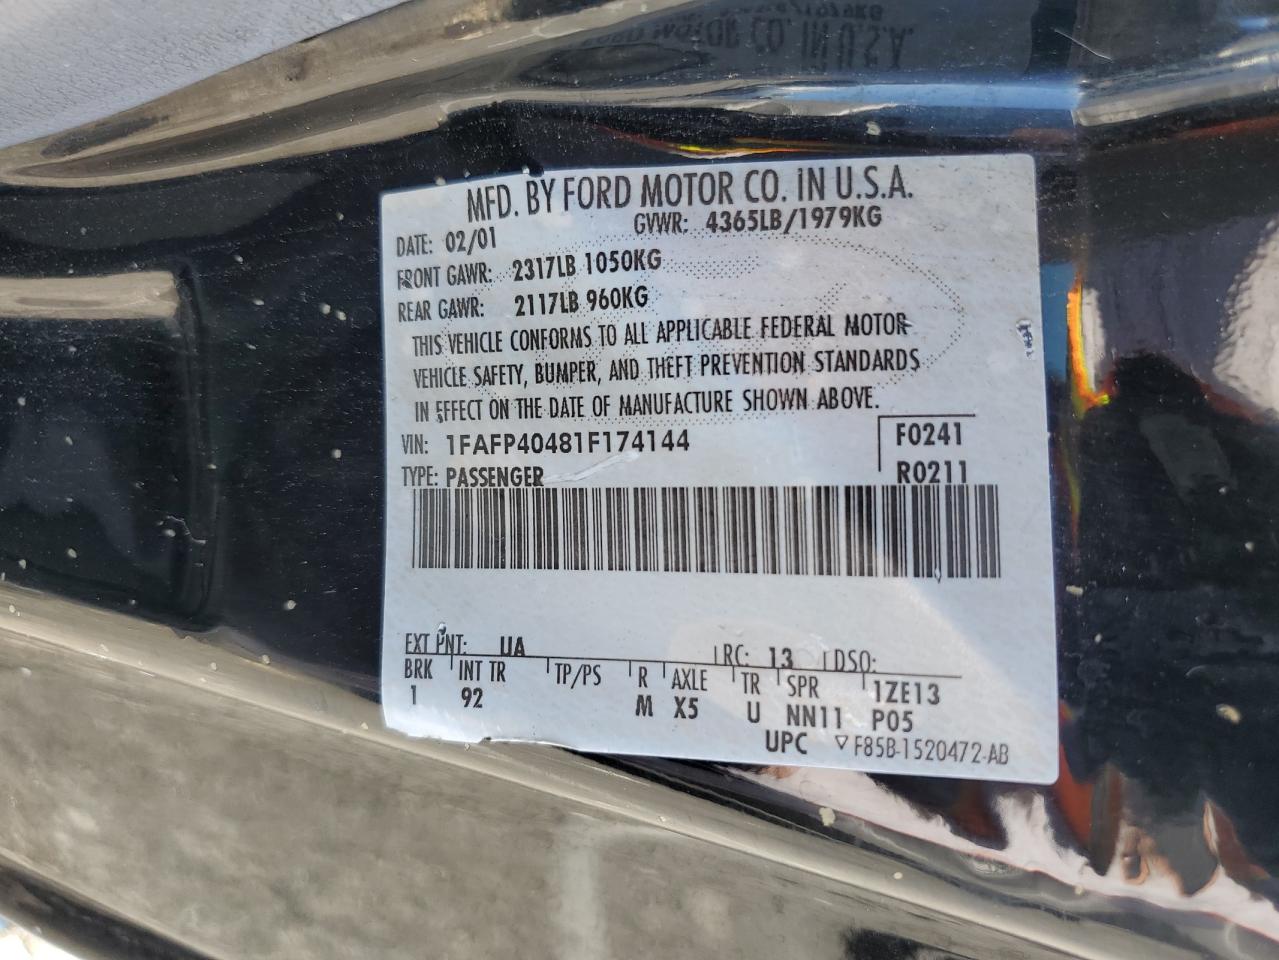 MFD. BY FORD MOTOR CO. iN U.S.A.
DATE: 02/01 GVWR: 4365LB/1979KG
FRONT GAWR: 2317LB 1050KG
REAR GAWR: 2117LB 960KG
THIS VEHICLE CONFORMS TO ALL APPLICABLE FEDERAL MOTOR
VEHICLE SAFETY, BUMPER, AND THEFT PREVENTION STANDARDS
IN EFFECT ON THE DATE OF MANUFACTURE SHOWN ABOVE.
VIN: 1FAFP40481F174144 F0241
TYPE: PASSENGER R0211
EXT PNT: UA RC: 13 DSO:
BRK INT TR TP/PS R AXLE TR SPR 1ZE13
1 92 M X5 U NN11 P05
UPC ▽F85B-1520472-AB